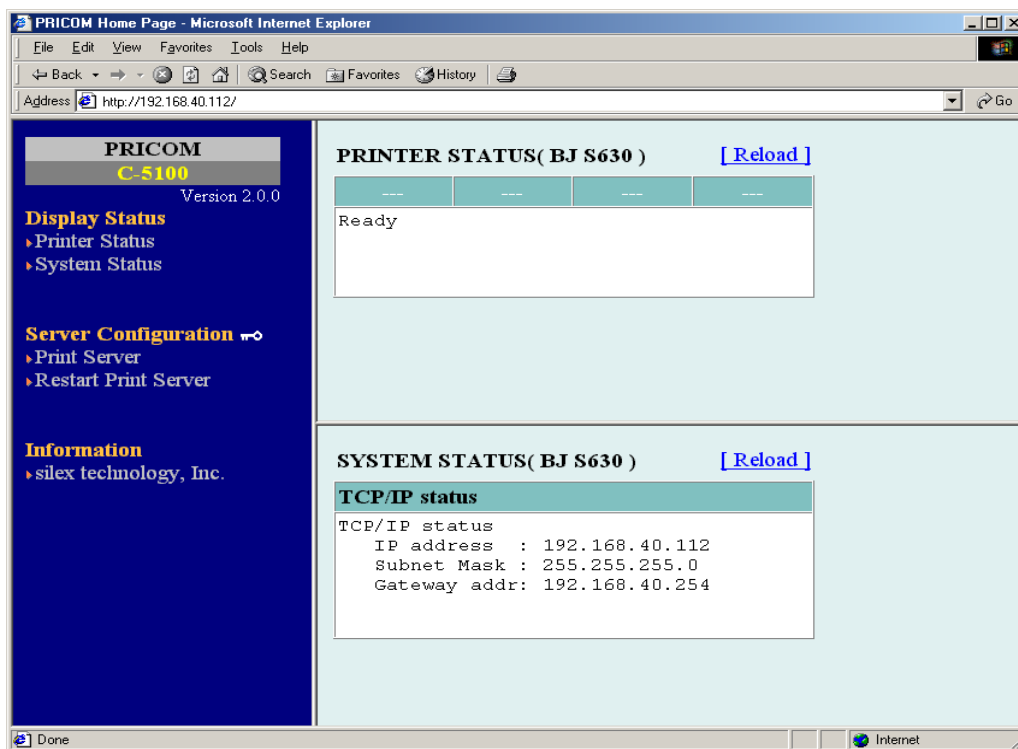 PRICOM Home Page - Microsoft Internet Explorer
File Edit View Favorites Tools Help
Back Search Favorites History
Address http://192.168.40.112/ Go
PRICOM
C-5100
Version 2.0.0
Display Status
Printer Status
System Status
Server Configuration
Print Server
Restart Print Server
Information
silex technology, Inc.
PRINTER STATUS( BJ S630 ) [ Reload ]
--- --- --- ---
Ready
SYSTEM STATUS( BJ S630 ) [ Reload ]
TCP/IP status
TCP/IP status
IP address : 192.168.40.112
Subnet Mask : 255.255.255.0
Gateway addr: 192.168.40.254
Done Internet